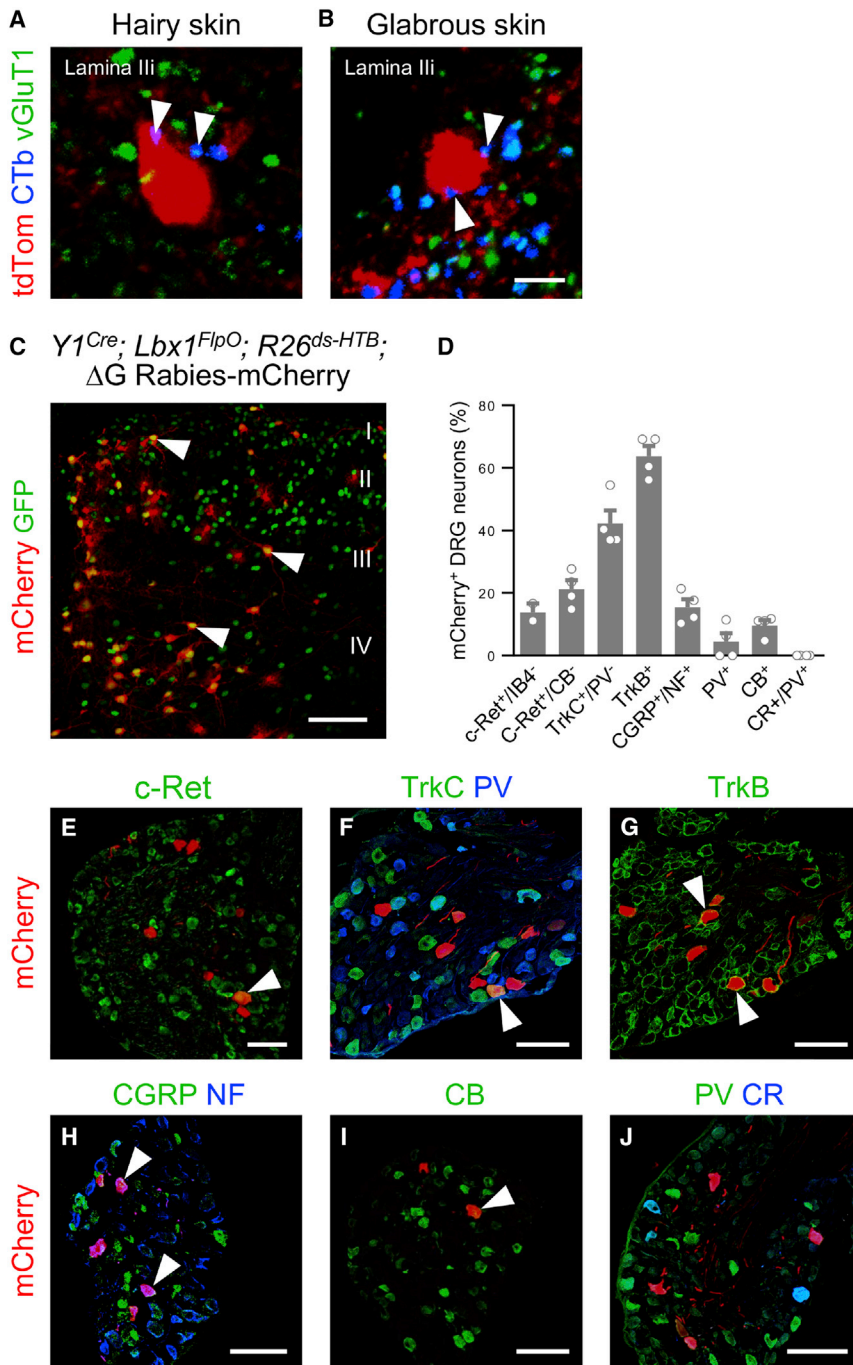 A
Hairy skin
B
Glabrous skin
tdTom CTb vGluT1
Lamina IIi
Lamina IIi
C
Y1Cre; Lbx1FlpO; R26ds-HTB;
ΔG Rabies-mCherry
mCherry GFP
I
II
III
IV
D
mCherry+ DRG neurons (%)
80
60
40
20
0
c-Ret+/IB4-
C-Ret+/CB-
TrkC+/PV-
TrkB+
CGRP+/NF+
PV+
CB+
CR+/PV+
c-Ret
TrkC PV
TrkB
mCherry
E
F
G
CGRP NF
CB
PV CR
mCherry
H
I
J